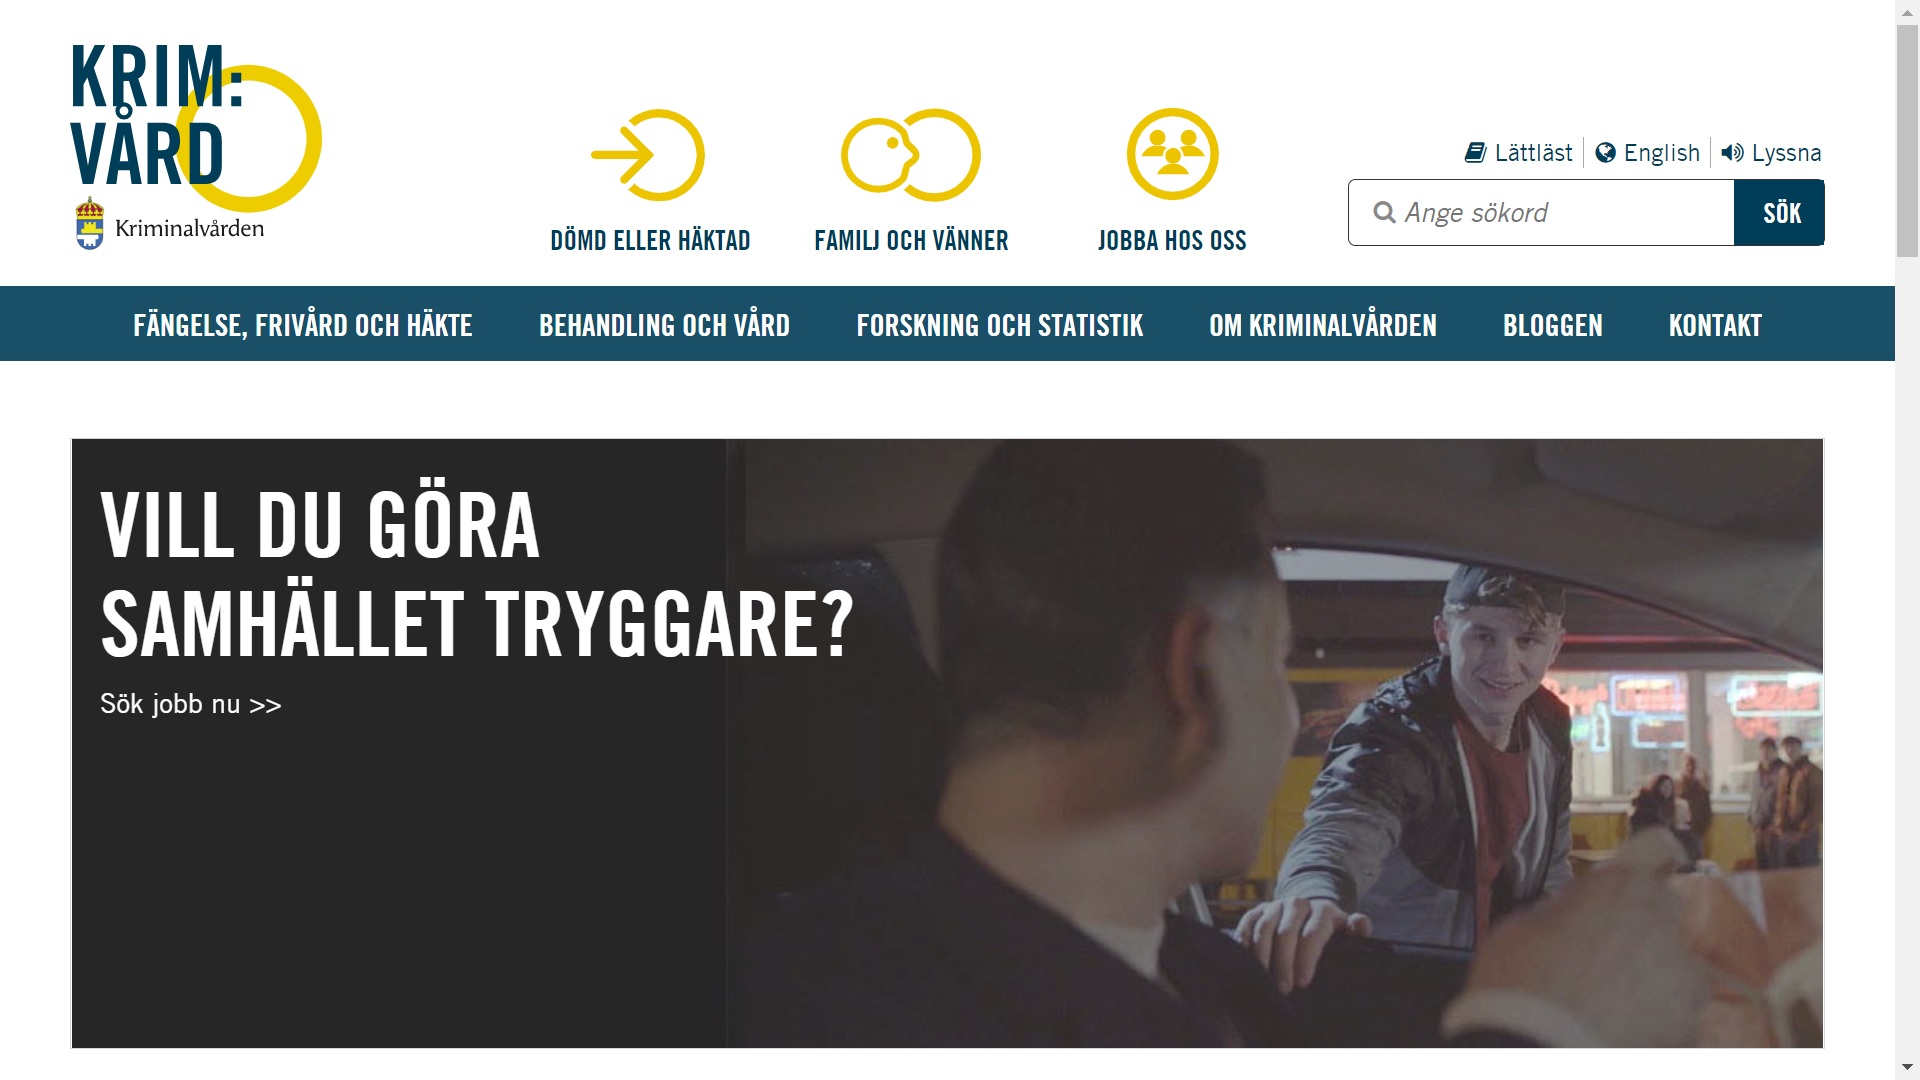 KRIM:
VÅRD
Kriminalvården
DÖMD ELLER HÄKTAD
FAMILJ OCH VÄNNER
JOBBA HOS OSS
Lättläst
English
Lyssna
Ange sökord
SÖK
FÄNGELSE, FRIVÅRD OCH HÄKTE
BEHANDLING OCH VÅRD
FORSKNING OCH STATISTIK
OM KRIMINALVÅRDEN
BLOGGEN
KONTAKT
VILL DU GÖRA
SAMHÄLLET TRYGGARE?
Sök jobb nu >>